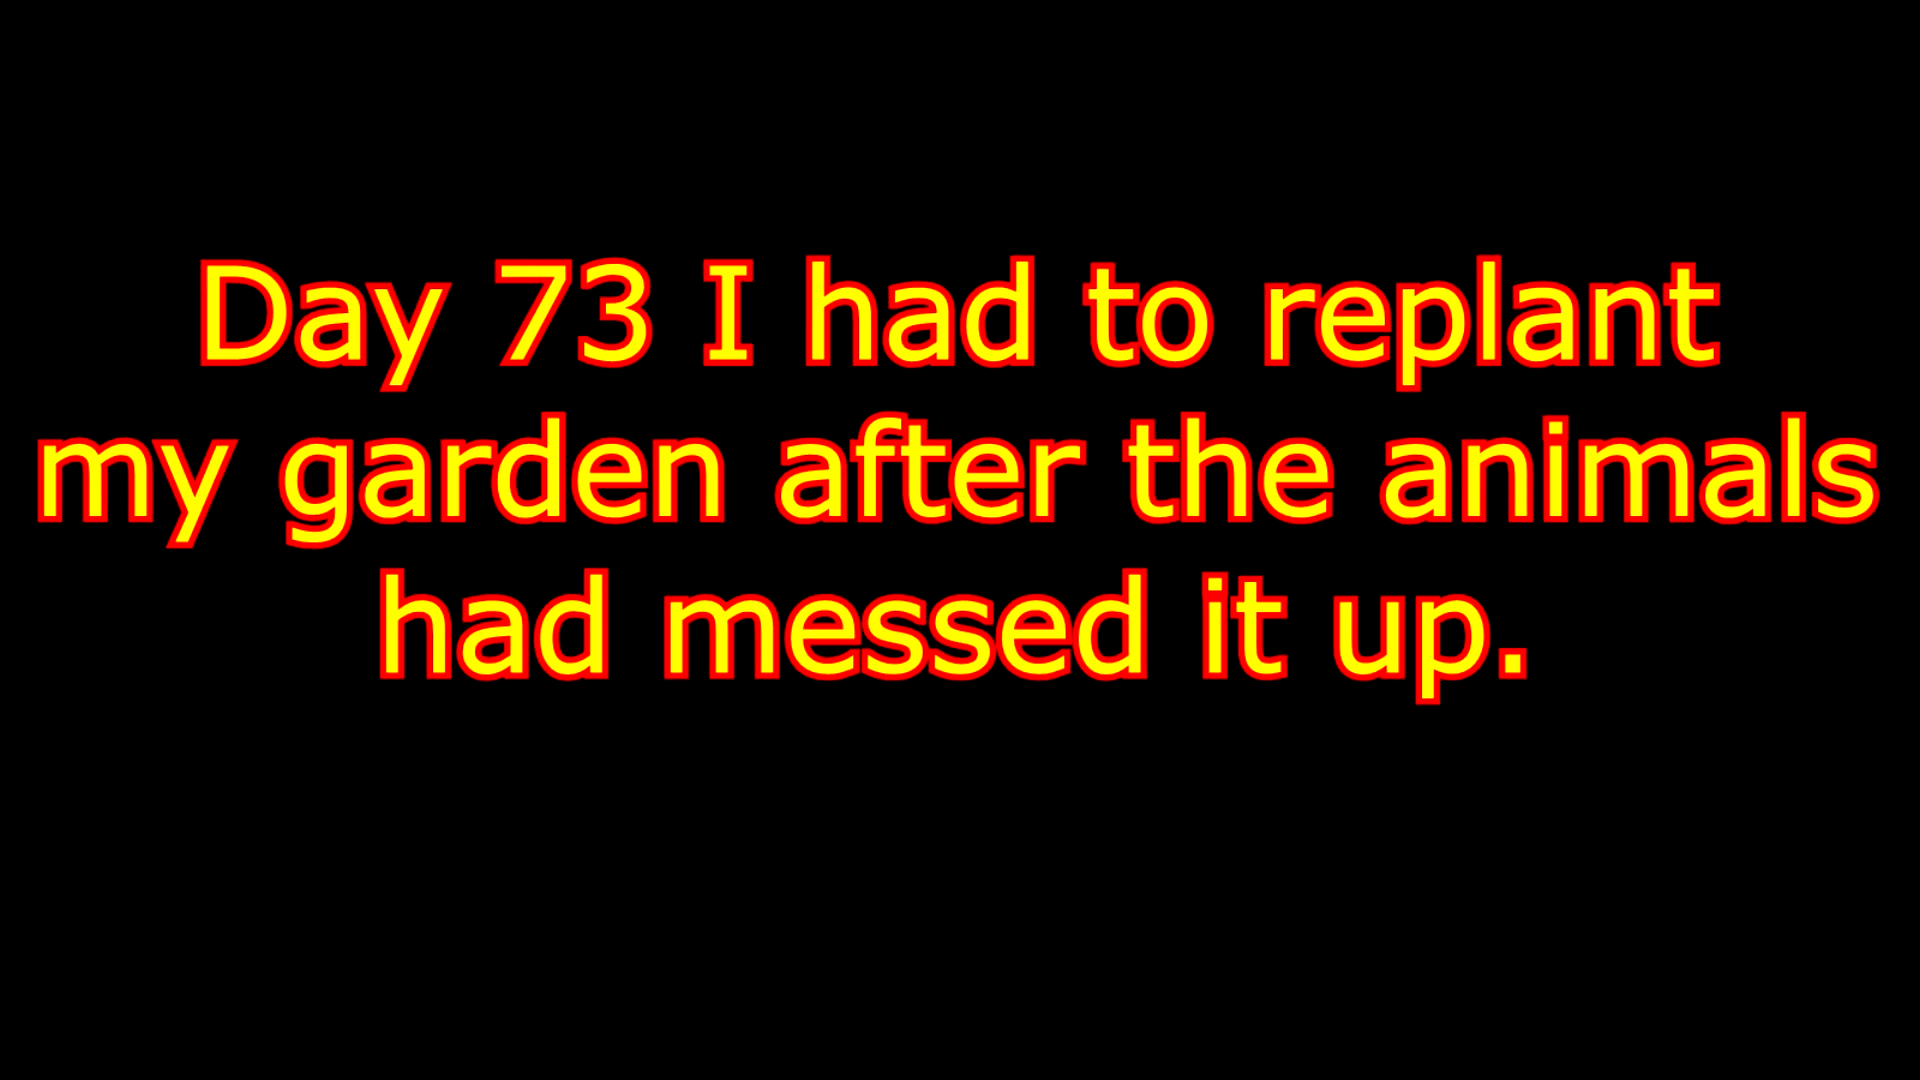 Day 73 I had to replant
my garden after the animals
had messed it up.